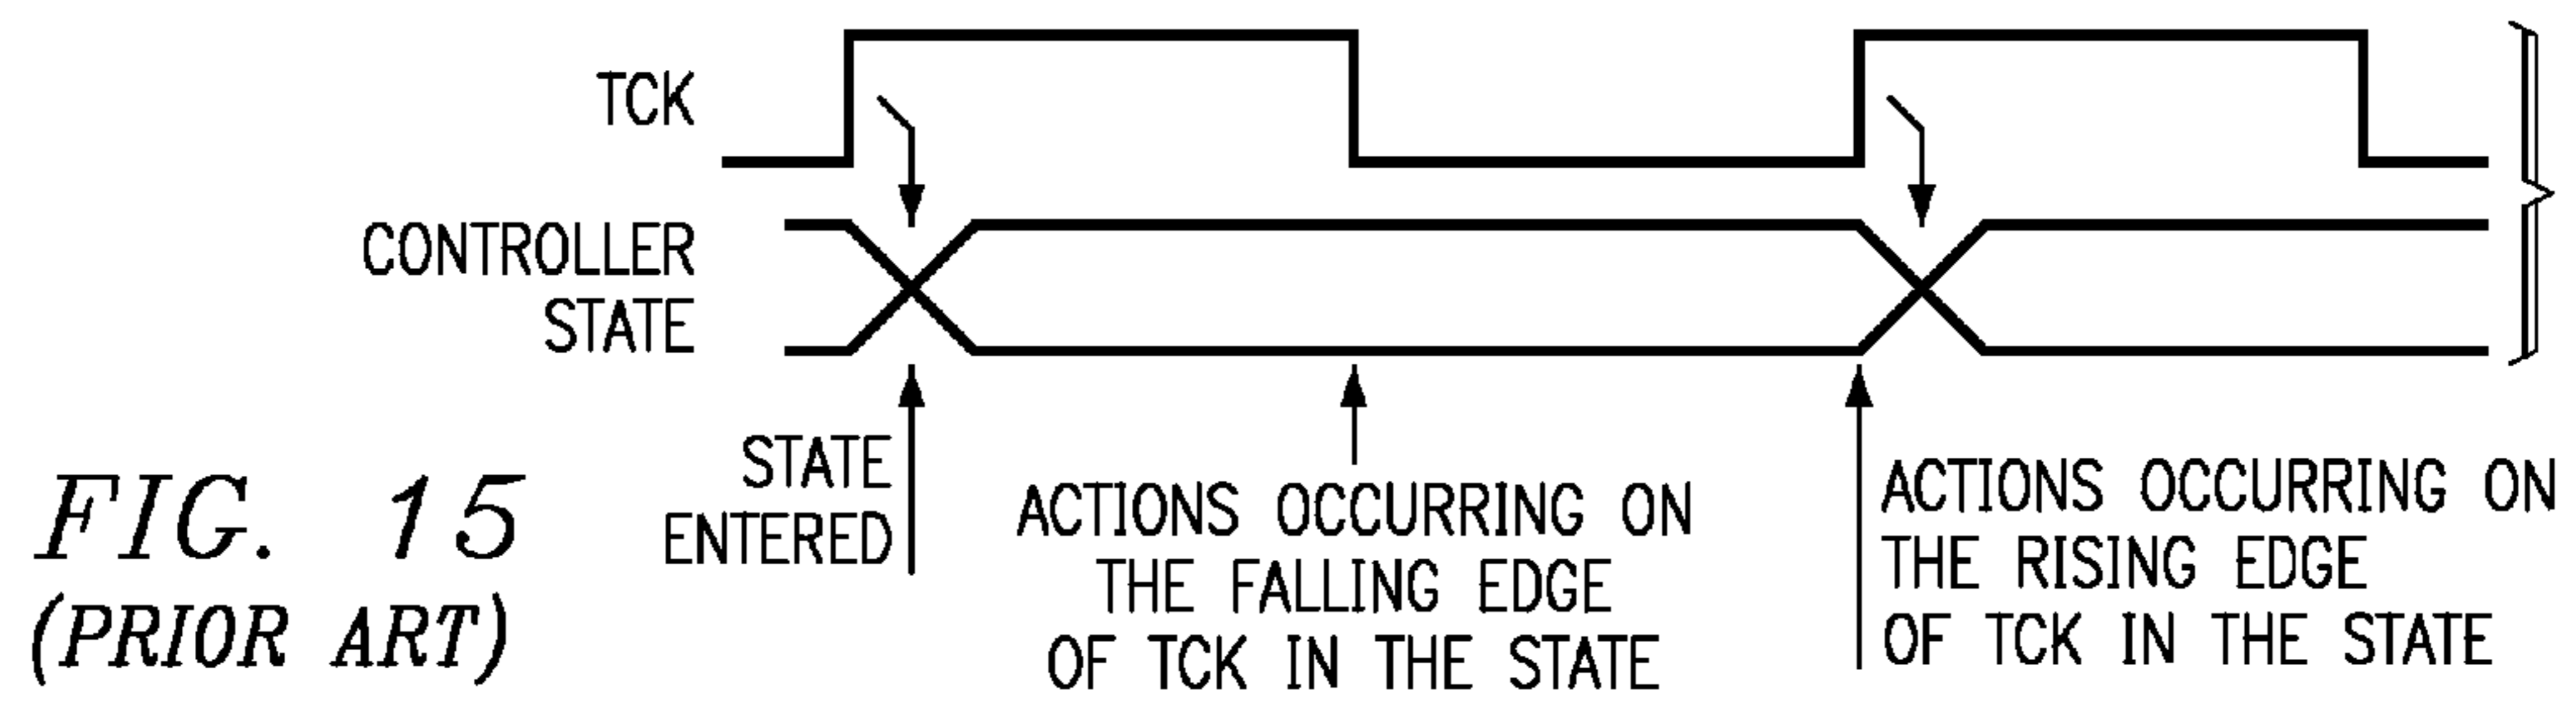 TCK
CONTROLLER
STATE
STATE
ENTERED
ACTIONS OCCURRING ON
THE FALLING EDGE
OF TCK IN THE STATE
ACTIONS OCCURRING ON
THE RISING EDGE
OF TCK IN THE STATE
FIG. 15
(PRIOR ART)